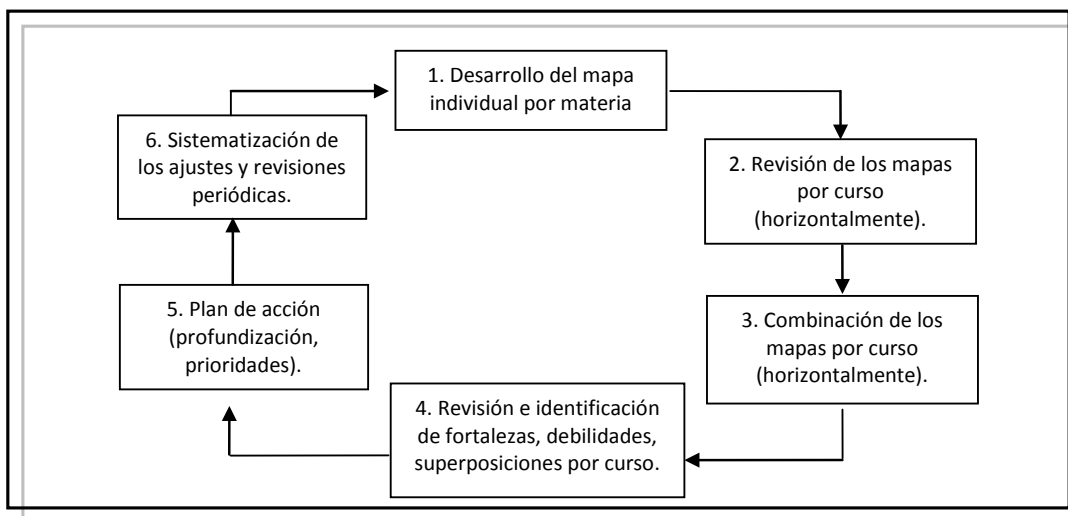 1. Desarrollo del mapa
individual por materia
2. Revisión de los mapas
por curso
(horizontalmente).
3. Combinación de los
mapas por curso
(horizontalmente).
4. Revisión e identificación
de fortalezas, debilidades,
superposiciones por curso.
5. Plan de acción
(profundización,
prioridades).
6. Sistematización de
los ajustes y revisiones
periódicas.